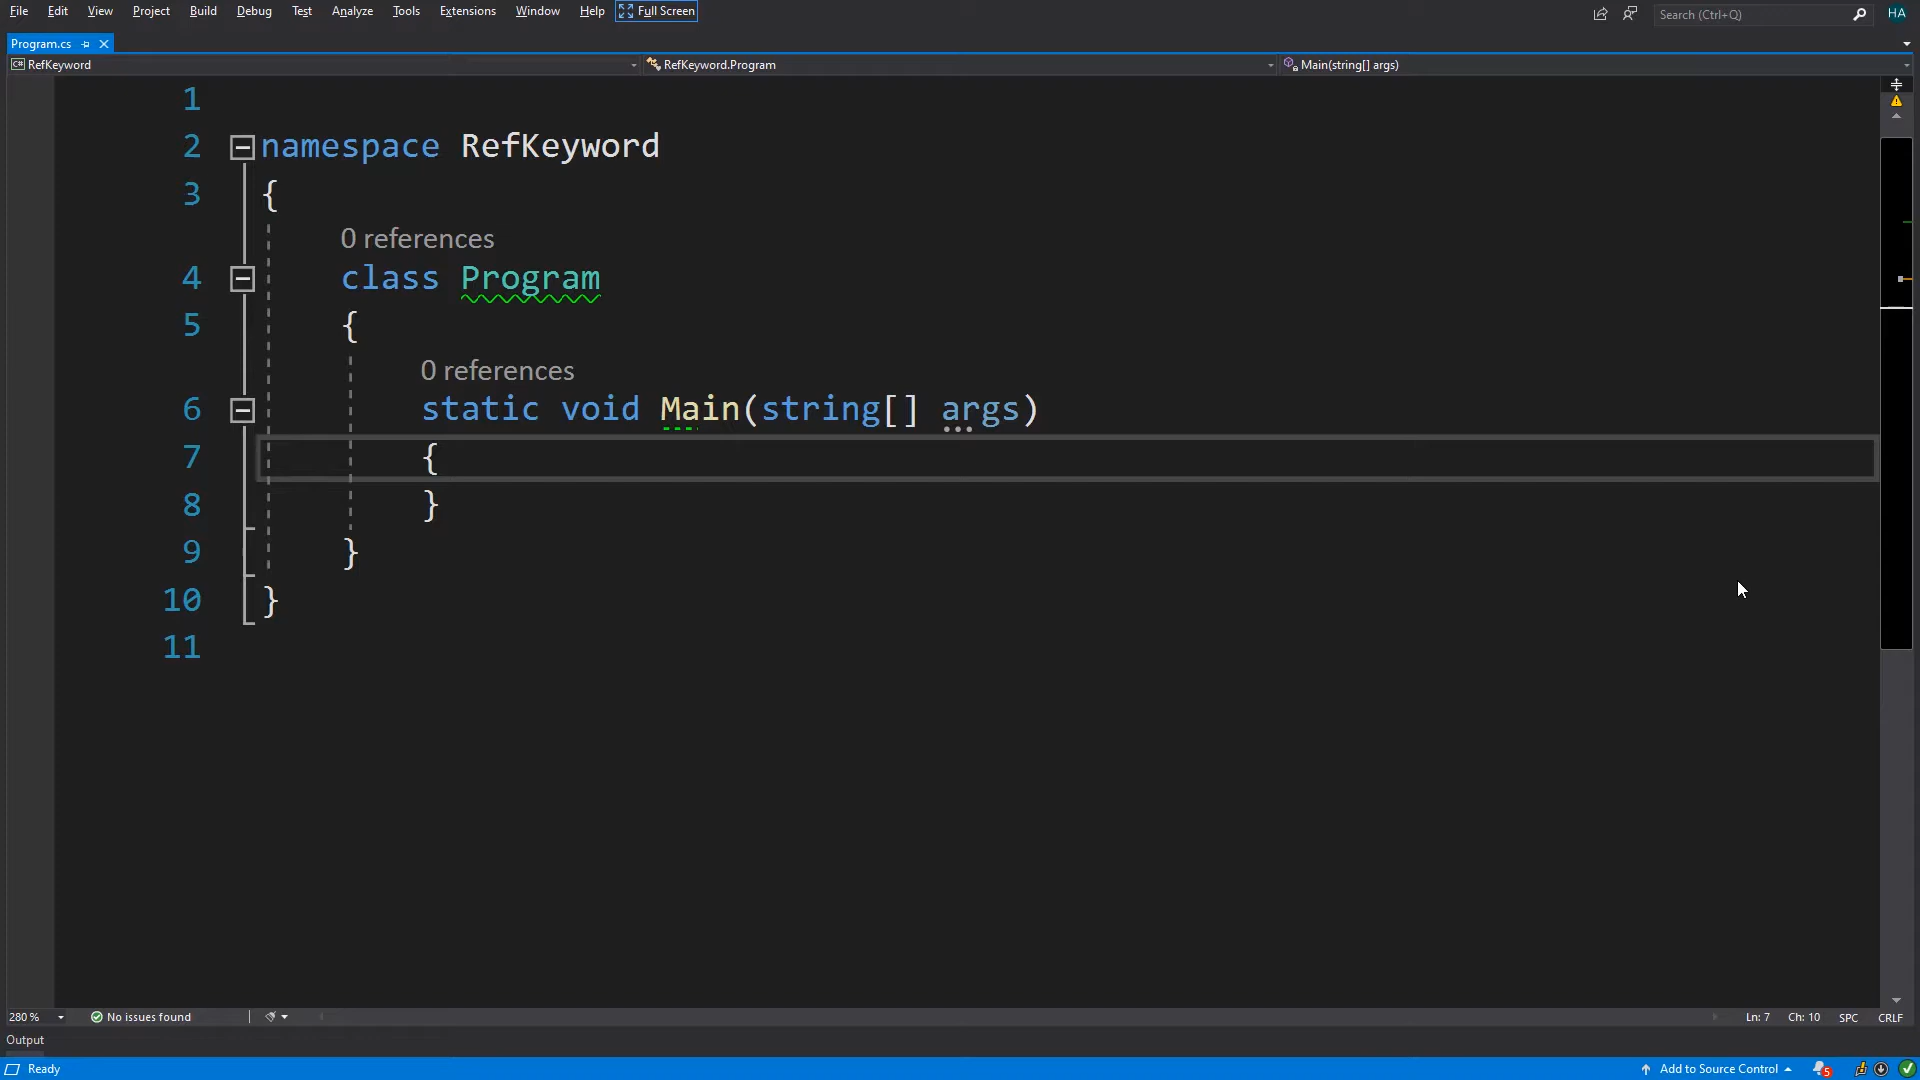 File Edit View Project Build Debug Test Analyze Tools Extensions Window Help Full Screen Search (Ctrl+Q) HA
Program.cs
C# RefKeyword RefKeyword.Program Main(string[] args)
1
2 namespace RefKeyword
3 {
0 references
4 class Program
5 {
0 references
6 static void Main(string[] args)
7 {
8 }
9 }
10 }
11
280 % No issues found Ln: 7 Ch: 10 SPC CRLF
Output
Ready Add to Source Control 5